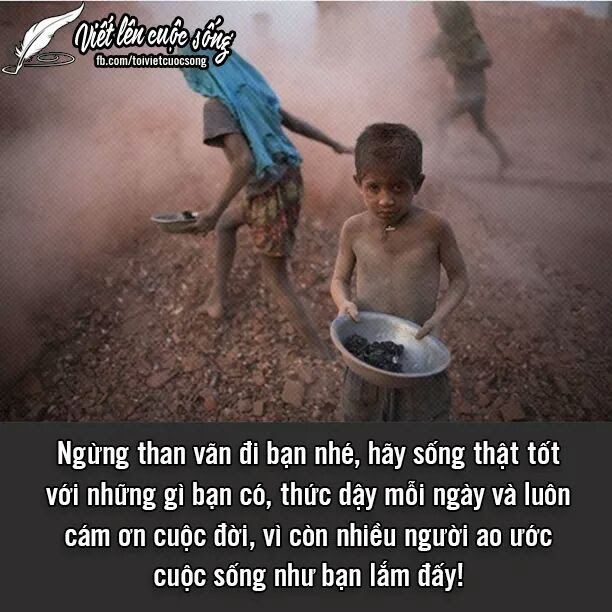 Viết lên cuộc sống
fb.com/toivietcuocsong
Ngừng than vãn đi bạn nhé, hãy sống thật tốt
với những gì bạn có, thức dậy mỗi ngày và luôn
cám ơn cuộc đời, vì còn nhiều người ao ước
cuộc sống như bạn lắm đấy!